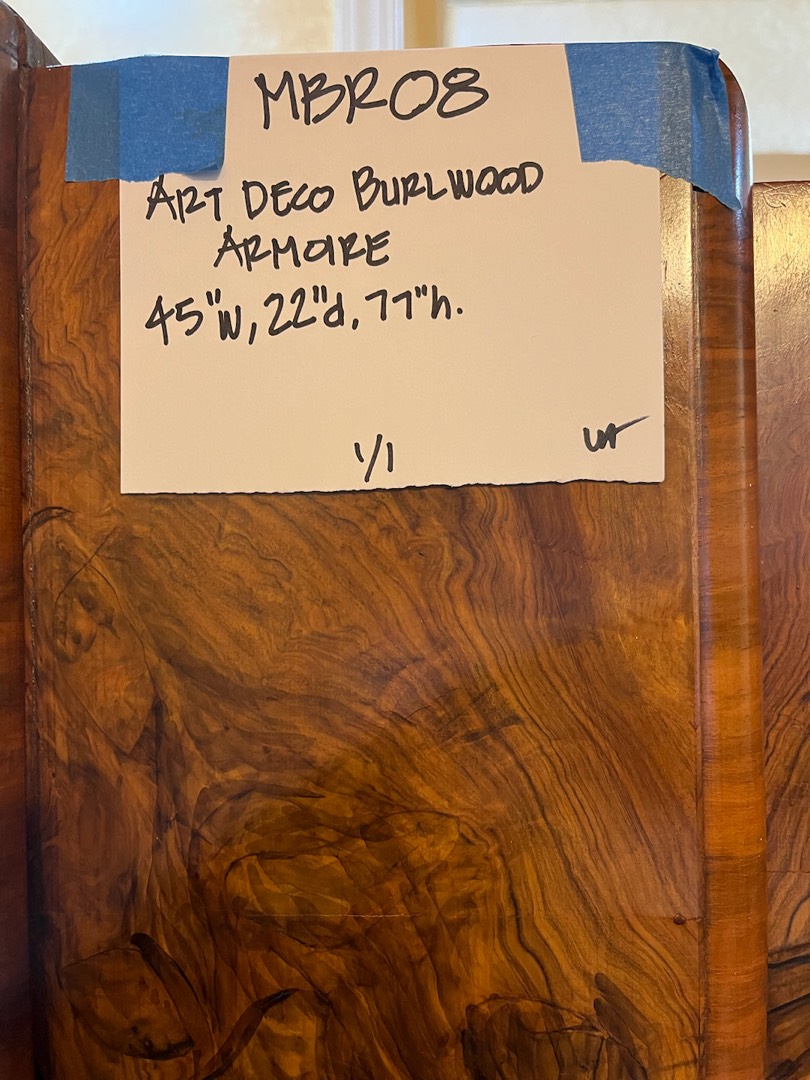 MBR08
ART DECO BURLWOOD
ARMOIRE
45"W, 22"d, 77"h.
1/1